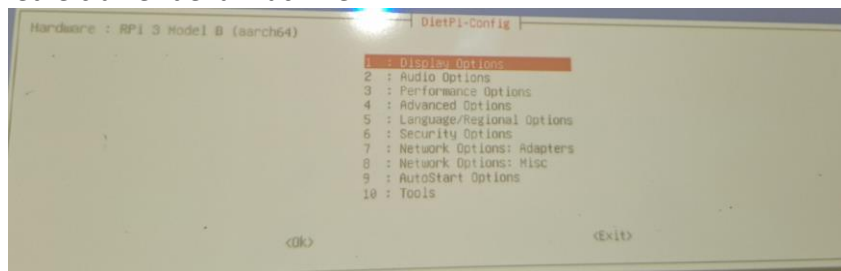 DietPi-Config
Hardware : RPi 3 Model B (aarch64)
1 : Display Options
2 : Audio Options
3 : Performance Options
4 : Advanced Options
5 : Language/Regional Options
6 : Security Options
7 : Network Options: Adapters
8 : Network Options: Misc
9 : AutoStart Options
10 : Tools
<Ok> <Exit>